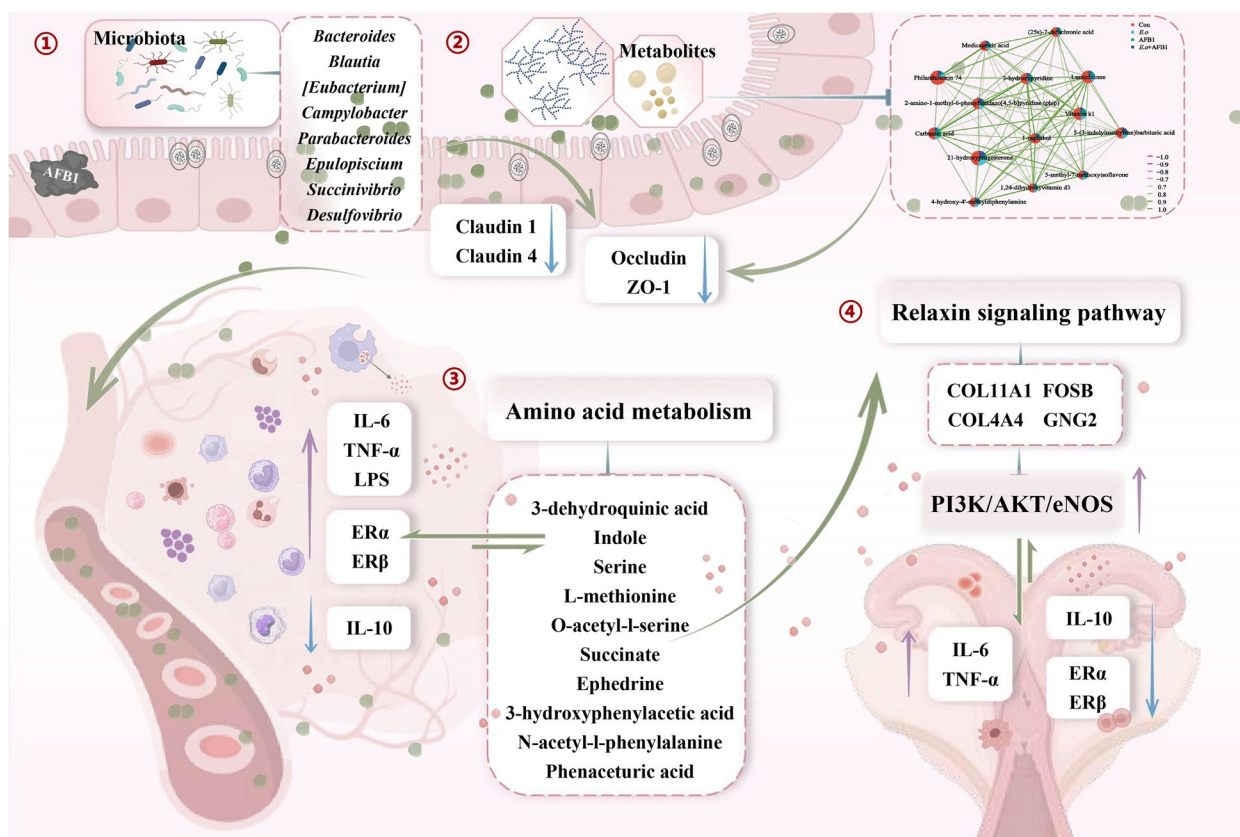 ①
Microbiota
AFB1
Bacteroides
Blautia
[Eubacterium]
Campylobacter
Parabacteroides
Epulopiscium
Succinivibrio
Desulfovibrio
②
Metabolites
Claudin 1
Claudin 4
Occludin
ZO-1
Con
E.e
AFB1
E.e+AFB1
(25s)-7-dafachronic acid
Medicagenic acid
Philanthotoxin 74
3-hydroxypyridine
Lumichrome
2-amino-1-methyl-6-phenylimidazo[4,5-b]pyridine (phip)
Vitamin k1
Carbamic acid
5-(3-indolylmethylene)barbituric acid
21-hydroxyprogesterone
5-methyl-7-methoxyisoflavone
1,24-dihydroxyvitamin d3
4-hydroxy-4'-methyldiphenylamine
−1.0
−0.9
−0.8
−0.7
0.7
0.8
0.9
1.0
IL-6
TNF-α
LPS
ERα
ERβ
IL-10
③
Amino acid metabolism
3-dehydroquinic acid
Indole
Serine
L-methionine
O-acetyl-l-serine
Succinate
Ephedrine
3-hydroxyphenylacetic acid
N-acetyl-l-phenylalanine
Phenaceturic acid
④
Relaxin signaling pathway
COL11A1 FOSB
COL4A4 GNG2
PI3K/AKT/eNOS
IL-6
TNF-α
IL-10
ERα
ERβ